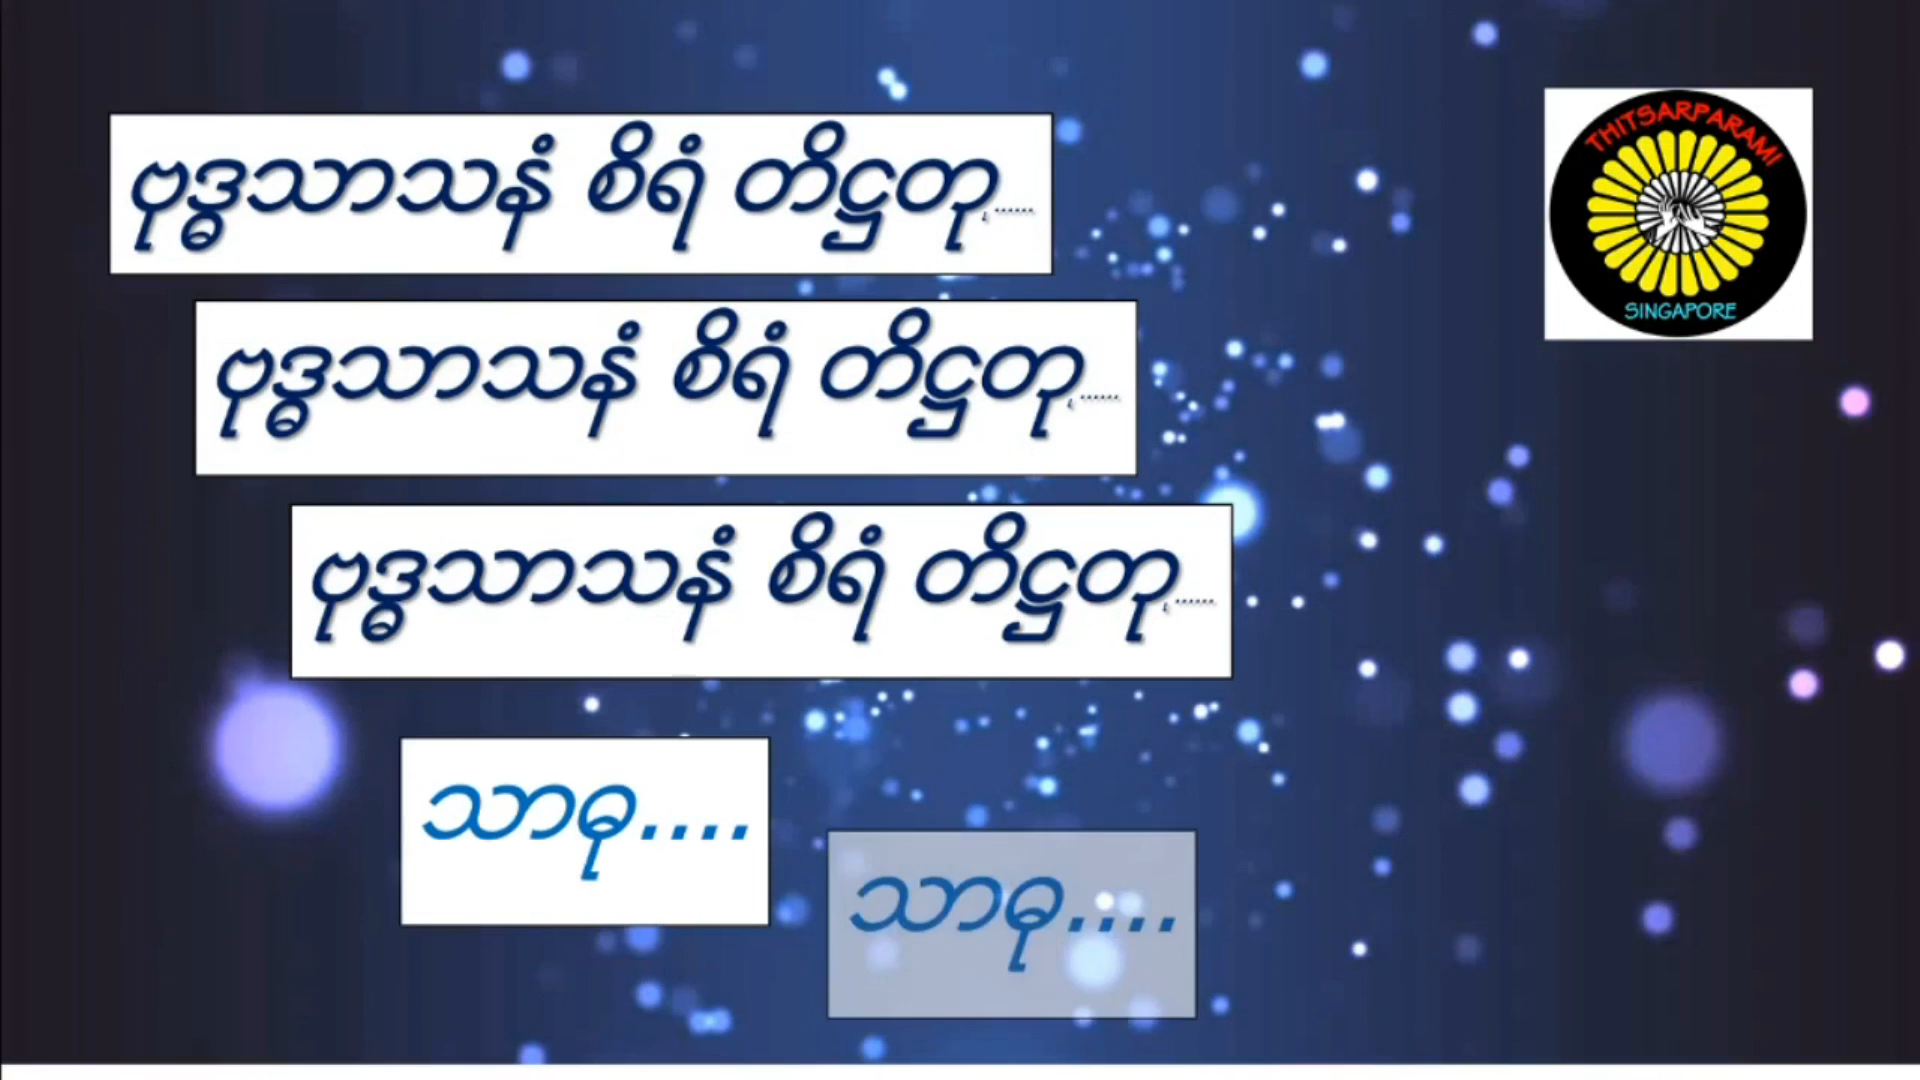 ဗုဒ္ဓသာသနံ စိရံ တိဋ္ဌတု......
ဗုဒ္ဓသာသနံ စိရံ တိဋ္ဌတု......
ဗုဒ္ဓသာသနံ စိရံ တိဋ္ဌတု......
သာဓု....
သာဓု....
THITSARPARAMI
SINGAPORE